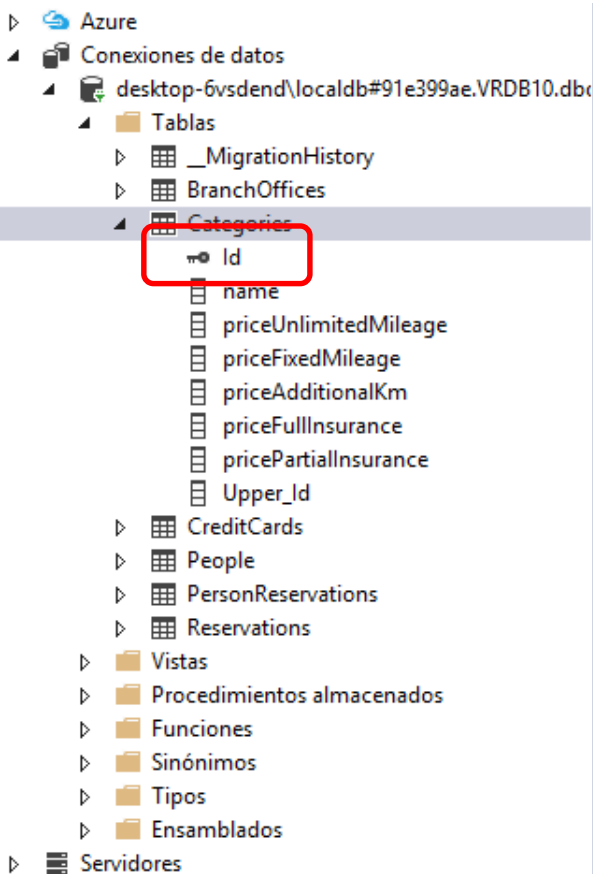 Azure
Conexiones de datos
desktop-6vsdend\localdb#91e399ae.VRDB10.dbo
Tablas
__MigrationHistory
BranchOffices
Categories
Id
name
priceUnlimitedMileage
priceFixedMileage
priceAdditionalKm
priceFullInsurance
pricePartialInsurance
Upper_Id
CreditCards
People
PersonReservations
Reservations
Vistas
Procedimientos almacenados
Funciones
Sinónimos
Tipos
Ensamblados
Servidores